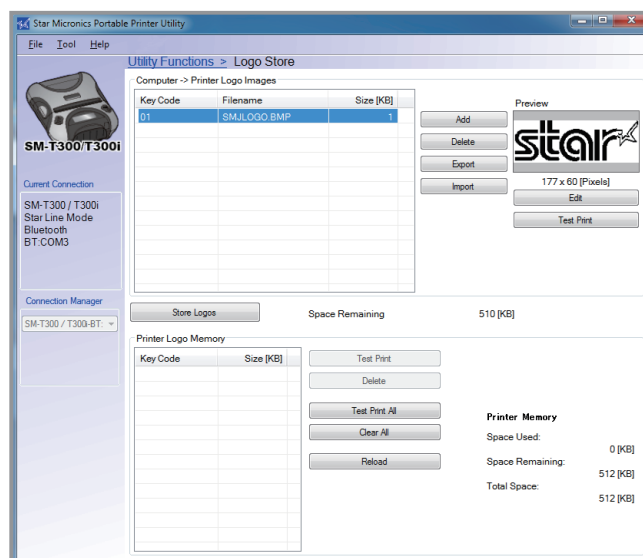 Star Micronics Portable Printer Utility
File Tool Help
Utility Functions > Logo Store
SM-T300/T300i
Current Connection
SM-T300 / T300i
Star Line Mode
Bluetooth
BT:COM3
Connection Manager
SM-T300 / T300i-BT:
Computer -> Printer Logo Images
Key Code Filename Size [KB]
01 SMJLOGO.BMP 1
Add
Delete
Export
Import
Preview
star
177 x 60 [Pixels]
Edit
Test Print
Store Logos
Space Remaining 510 [KB]
Printer Logo Memory
Key Code Size [KB]
Test Print
Delete
Test Print All
Clear All
Reload
Printer Memory
Space Used:
0 [KB]
Space Remaining:
512 [KB]
Total Space:
512 [KB]